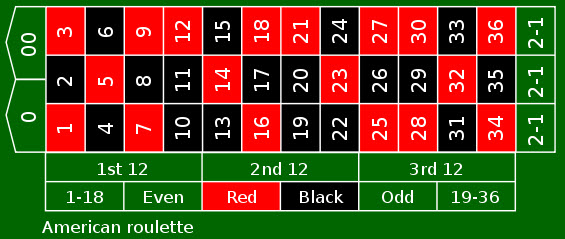 00 3 6 9 12 15 18 21 24 27 30 33 36 2-1
2 5 8 11 14 17 20 23 26 29 32 35 2-1
0 1 4 7 10 13 16 19 22 25 28 31 34 2-1
1st 12 2nd 12 3rd 12
1-18 Even Red Black Odd 19-36
American roulette